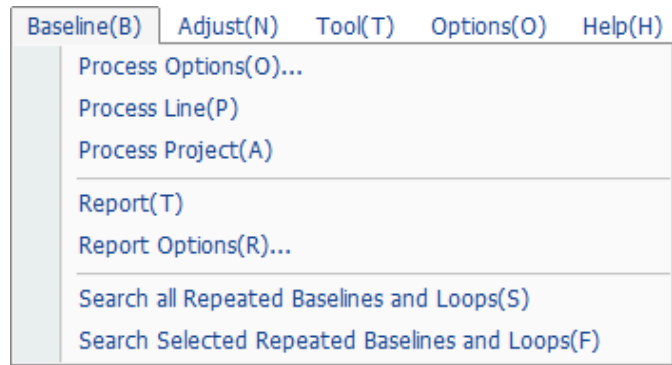 Baseline(B) Adjust(N) Tool(T) Options(O) Help(H)
Process Options(O)...
Process Line(P)
Process Project(A)
Report(T)
Report Options(R)...
Search all Repeated Baselines and Loops(S)
Search Selected Repeated Baselines and Loops(F)